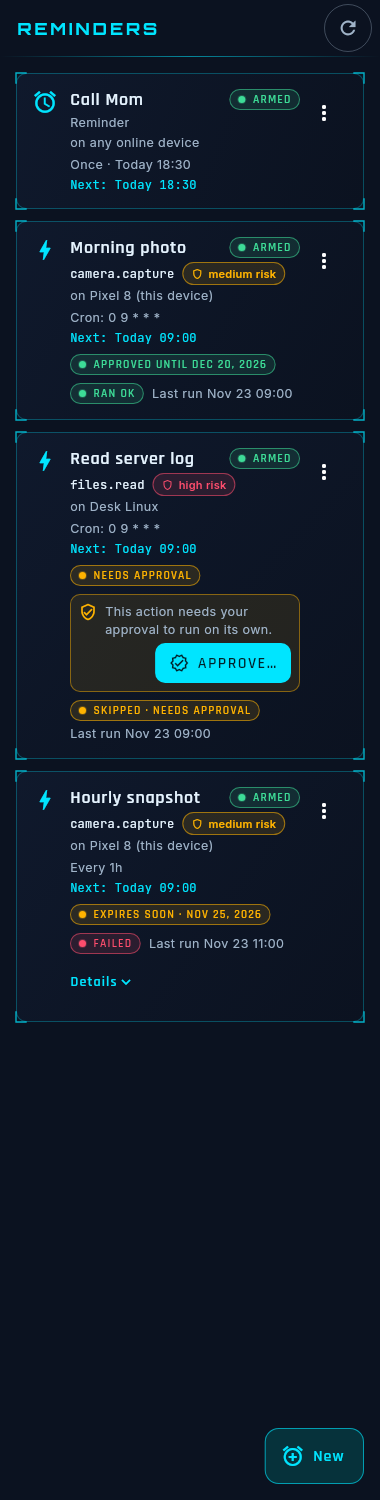 REMINDERS
Call Mom
ARMED
Reminder
on any online device
Once · Today 18:30
Next: Today 18:30
Morning photo
ARMED
camera.capture
medium risk
on Pixel 8 (this device)
Cron: 0 9 * * *
Next: Today 09:00
APPROVED UNTIL DEC 20, 2026
RAN OK
Last run Nov 23 09:00
Read server log
ARMED
files.read
high risk
on Desk Linux
Cron: 0 9 * * *
Next: Today 09:00
NEEDS APPROVAL
This action needs your
approval to run on its own.
APPROVE…
SKIPPED · NEEDS APPROVAL
Last run Nov 23 09:00
Hourly snapshot
ARMED
camera.capture
medium risk
on Pixel 8 (this device)
Every 1h
Next: Today 09:00
EXPIRES SOON · NOV 25, 2026
FAILED
Last run Nov 23 11:00
Details
New